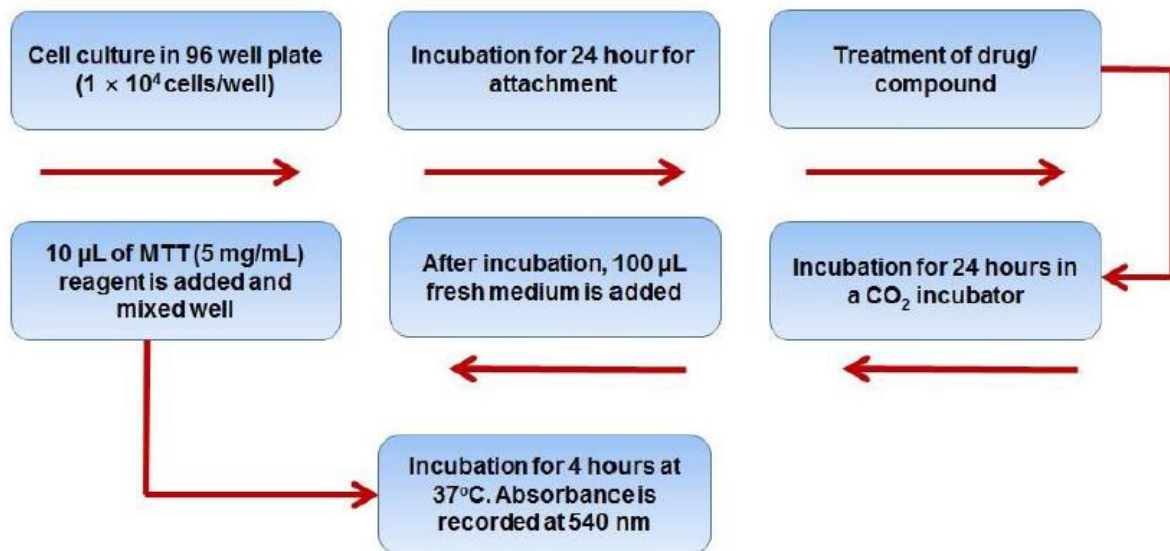 Cell culture in 96 well plate
(1 × 10⁴ cells/well)
Incubation for 24 hour for
attachment
Treatment of drug/
compound
Incubation for 24 hours in
a CO₂ incubator
After incubation, 100 µL
fresh medium is added
10 µL of MTT (5 mg/mL)
reagent is added and
mixed well
Incubation for 4 hours at
37ºC. Absorbance is
recorded at 540 nm